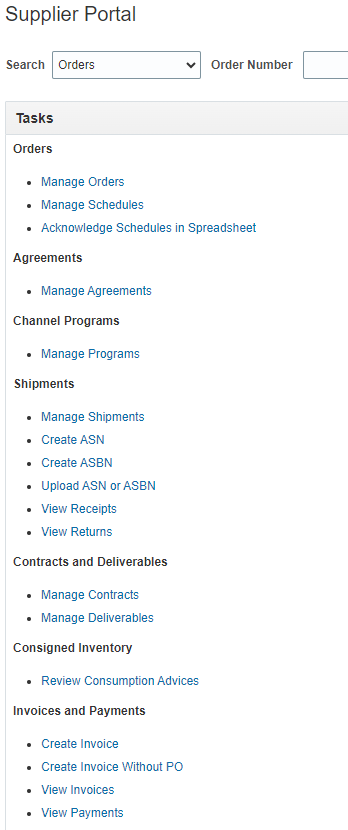 Supplier Portal
Search Orders Order Number
Tasks
Orders
Manage Orders
Manage Schedules
Acknowledge Schedules in Spreadsheet
Agreements
Manage Agreements
Channel Programs
Manage Programs
Shipments
Manage Shipments
Create ASN
Create ASBN
Upload ASN or ASBN
View Receipts
View Returns
Contracts and Deliverables
Manage Contracts
Manage Deliverables
Consigned Inventory
Review Consumption Advices
Invoices and Payments
Create Invoice
Create Invoice Without PO
View Invoices
View Payments